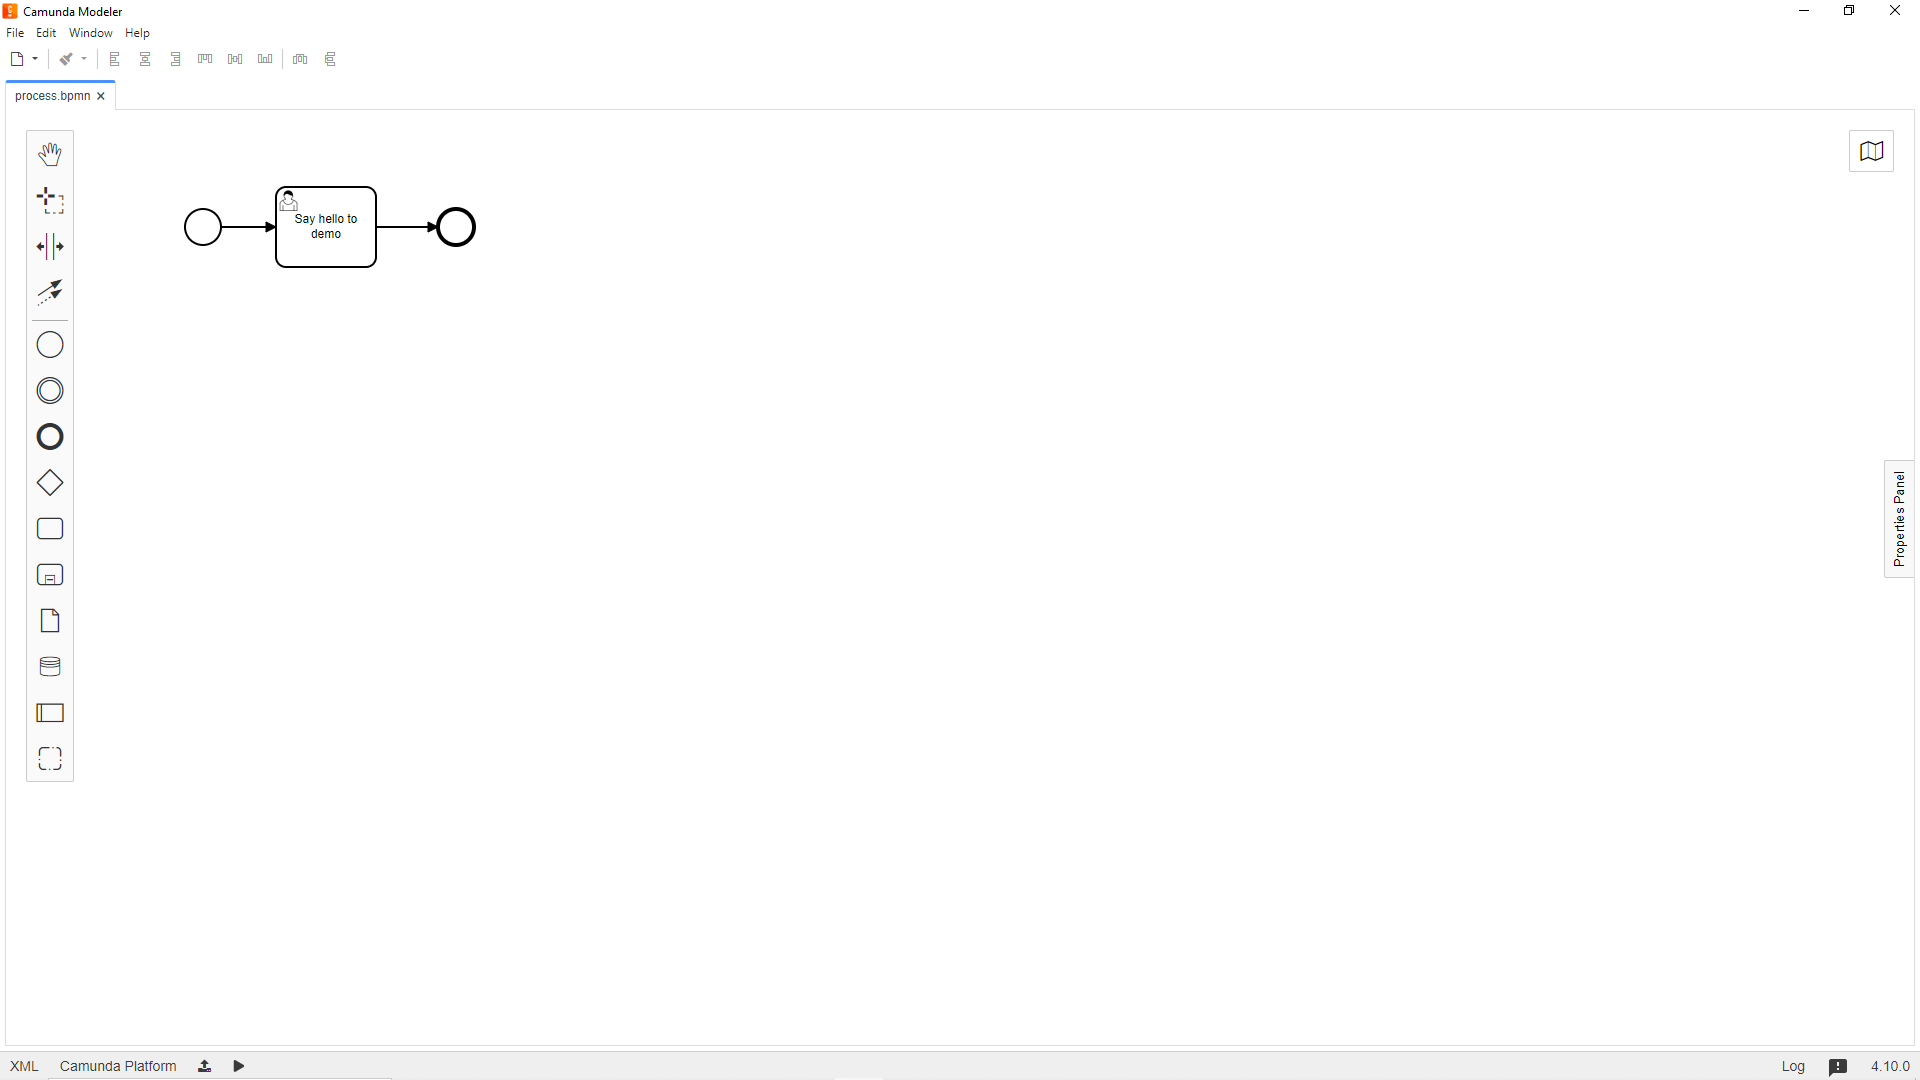 Camunda Modeler
File Edit Window Help
process.bpmn
Say hello to
demo
Properties Panel
XML Camunda Platform Log 4.10.0